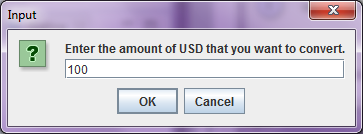 Input
Enter the amount of USD that you want to convert.
100
OK Cancel